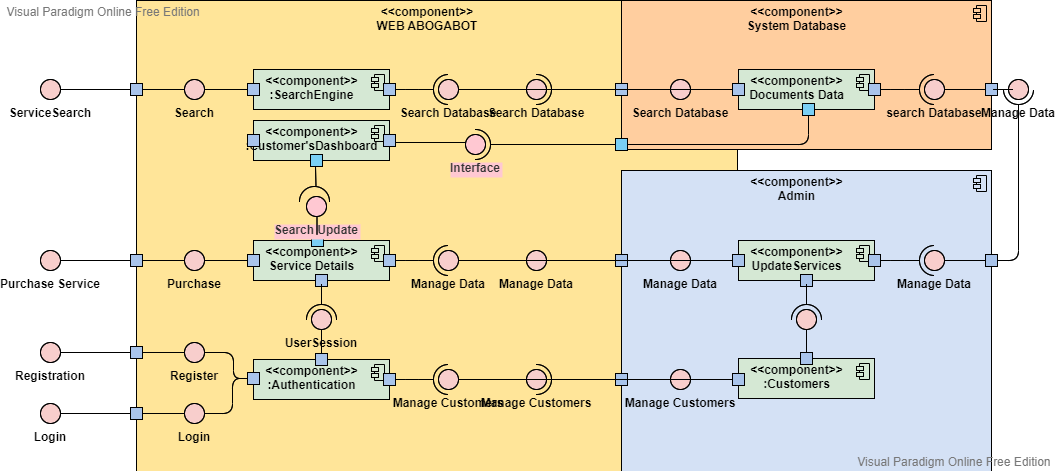 Visual Paradigm Online Free Edition
<<component>>
WEB ABOGABOT
<<component>>
System Database
ServiceSearch
Search
<<component>>
:SearchEngine
Search Database
Search Database
Search Database
<<component>>
Documents Data
search Database
Manage Data
<<component>>
:Customer'sDashboard
Interface
<<component>>
Admin
Search Update
Purchase Service
Purchase
<<component>>
Service Details
Manage Data
Manage Data
Manage Data
<<component>>
UpdateServices
Manage Data
UserSession
Registration
Register
<<component>>
:Authentication
Manage Customers
Manage Customers
Manage Customers
<<component>>
:Customers
Login
Login
Visual Paradigm Online Free Edition